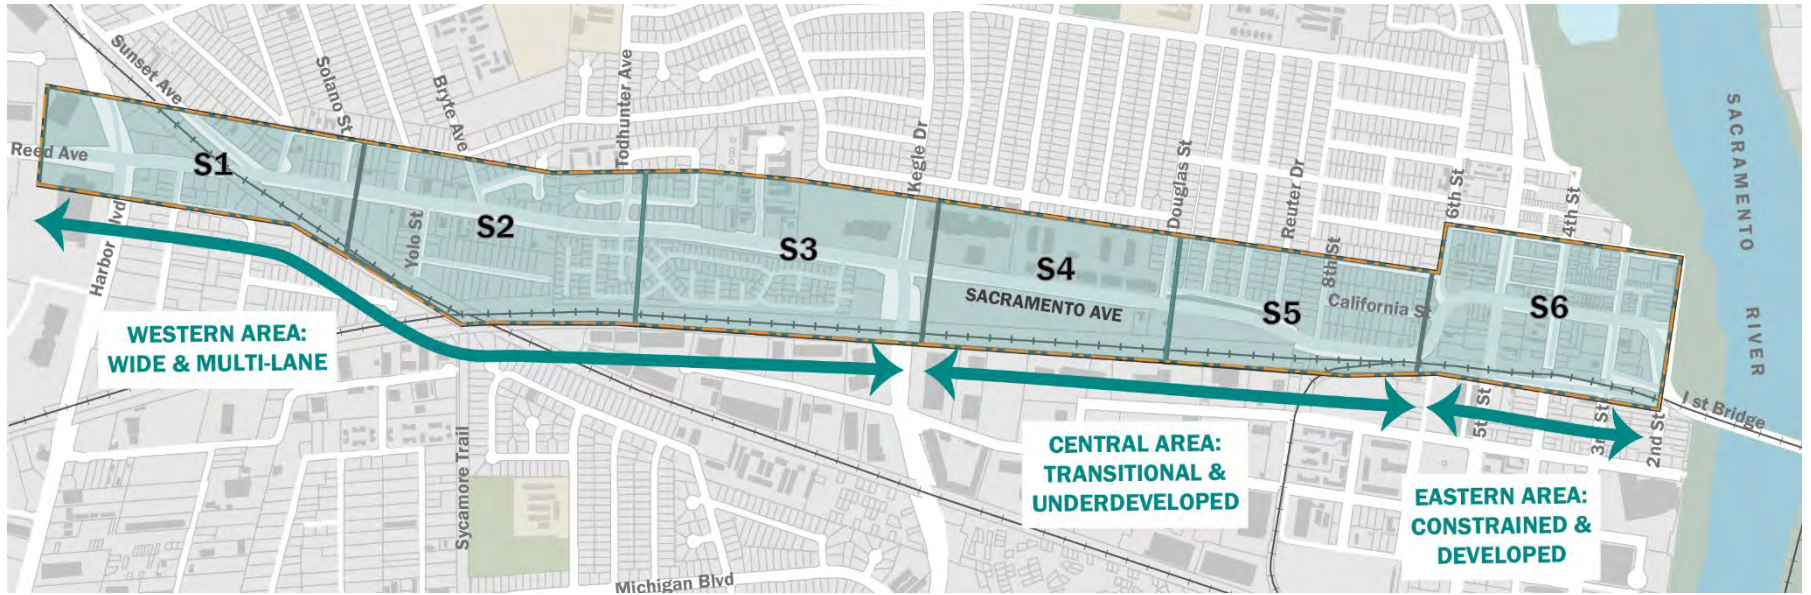 Sunset Ave
Solano St
Bryte Ave
Todhunter Ave
Kegle Dr
Douglas St
Reuter Dr
8th St
6th St
4th St
SACRAMENTO
RIVER
Reed Ave
S1
S2
S3
S4
S5
S6
Yolo St
Harbor Blvd
SACRAMENTO AVE
California St
WESTERN AREA:
WIDE & MULTI-LANE
CENTRAL AREA:
TRANSITIONAL &
UNDERDEVELOPED
EASTERN AREA:
CONSTRAINED &
DEVELOPED
5th St
3rd St
2nd St
I st Bridge
Sycamore Trail
Michigan Blvd